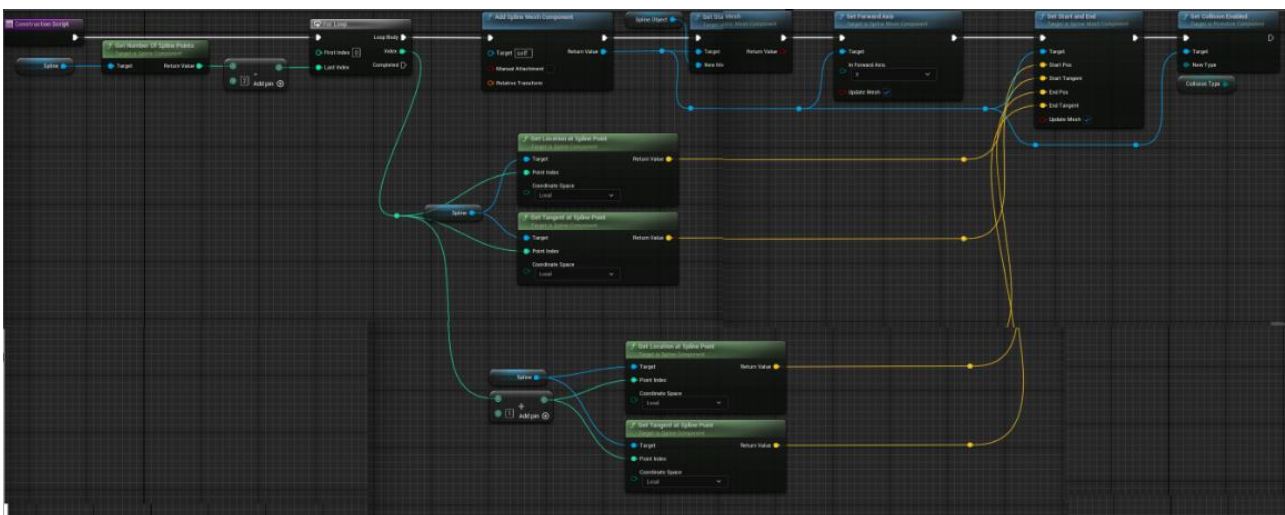 Construction Script
Spline
Get Number Of Spline Points
Target is Spline Component
Target
Return Value
-
Add pin
For Loop
First Index
0
Last Index
Loop Body
Index
Completed
Add Spline Mesh Component
Target
self
Manual Attachment
Relative Transform
Return Value
Spline Object
Mesh
Target
Return Value
Set Forward Axis
Target is Spline Mesh Component
Target
In Forward Axis
X
Update Mesh
Set Start and End
Target is Spline Mesh Component
Target
Start Pos
Start Tangent
End Pos
End Tangent
Update Mesh
Set Collision Enabled
Target is Primitive Component
Target
New Type
Collision Type
Spline
Get Location at Spline Point
Target is Spline Component
Target
Return Value
Point Index
Coordinate Space
Local
Get Tangent at Spline Point
Target is Spline Component
Target
Return Value
Point Index
Coordinate Space
Local
Spline
+
1
Add pin
Get Location at Spline Point
Target is Spline Component
Target
Return Value
Point Index
Coordinate Space
Local
Get Tangent at Spline Point
Target is Spline Component
Target
Return Value
Point Index
Coordinate Space
Local